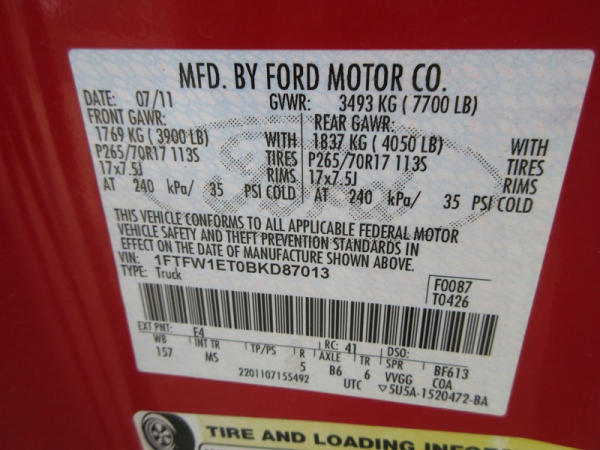 MFD. BY FORD MOTOR CO.
DATE: 07/11 GVWR: 3493 KG ( 7700 LB)
FRONT GAWR: REAR GAWR:
1769 KG ( 3900 LB) WITH 1837 KG ( 4050 LB) WITH
P265/70R17 113S TIRES P265/70R17 113S TIRES
17x7.5J RIMS 17x7.5J RIMS
AT 240 kPa/ 35 PSI COLD AT 240 kPa/ 35 PSI COLD
THIS VEHICLE CONFORMS TO ALL APPLICABLE FEDERAL MOTOR
VEHICLE SAFETY AND THEFT PREVENTION STANDARDS IN
EFFECT ON THE DATE OF MANUFACTURE SHOWN ABOVE.
VIN: 1FTFW1ET0BKD87013
TYPE: Truck
F0087
T0426
EXT PNT: E4 RC: 41 DSO:
WB INT TR TP/PS R AXLE TR SPR BF613
157 MS 5 B6 6 VVGG COA
2201107155492 UTC ▽5U5A-1520472-BA
TIRE AND LOADING